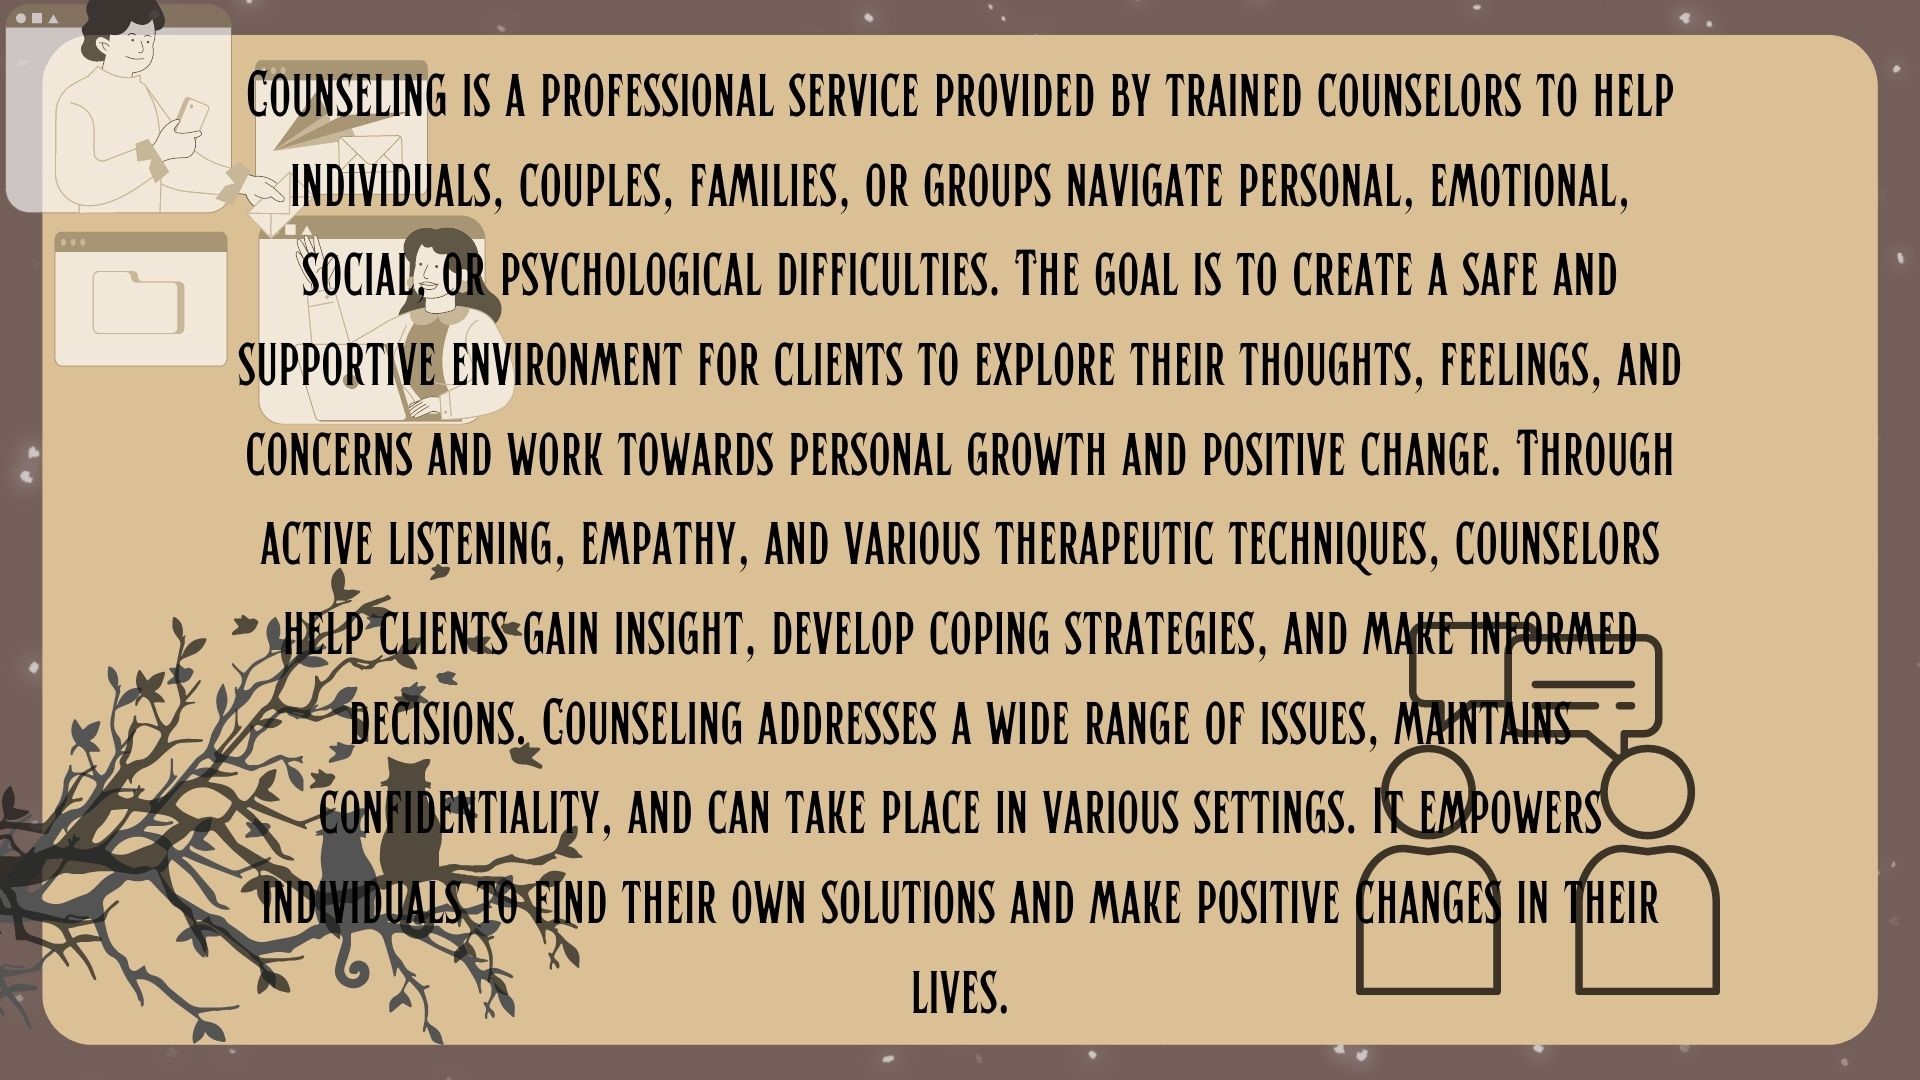 Counseling is a professional service provided by trained counselors to help
individuals, couples, families, or groups navigate personal, emotional,
social, or psychological difficulties. The goal is to create a safe and
supportive environment for clients to explore their thoughts, feelings, and
concerns and work towards personal growth and positive change. Through
active listening, empathy, and various therapeutic techniques, counselors
help clients gain insight, develop coping strategies, and make informed
decisions. Counseling addresses a wide range of issues, maintains
confidentiality, and can take place in various settings. It empowers
individuals to find their own solutions and make positive changes in their
lives.